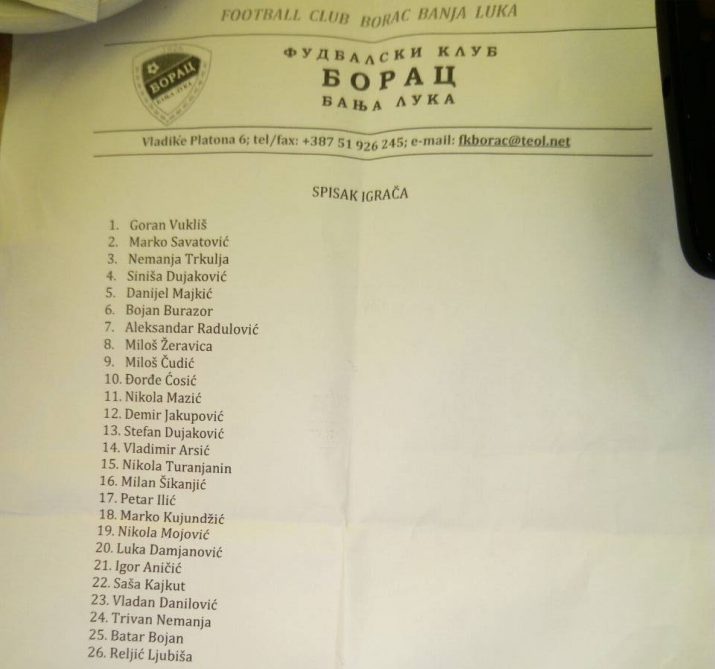 FOOTBALL CLUB BORAC BANJA LUKA
ФУДБАЛСКИ КЛУБ
БОРАЦ
БАЊА ЛУКА
БОРАЦ
БАЊА ЛУКА
Vladike Platona 6; tel/fax: +387 51 926 245; e-mail: fkborac@teol.net
SPISAK IGRAČA
1. Goran Vukliš
2. Marko Savatović
3. Nemanja Trkulja
4. Siniša Dujaković
5. Danijel Majkić
6. Bojan Burazor
7. Aleksandar Radulović
8. Miloš Žeravica
9. Miloš Čudić
10. Đorđe Ćosić
11. Nikola Mazić
12. Demir Jakupović
13. Stefan Dujaković
14. Vladimir Arsić
15. Nikola Turanjanin
16. Milan Šikanjić
17. Petar Ilić
18. Marko Kujundžić
19. Nikola Mojović
20. Luka Damjanović
21. Igor Aničić
22. Saša Kajkut
23. Vladan Danilović
24. Trivan Nemanja
25. Batar Bojan
26. Reljić Ljubiša